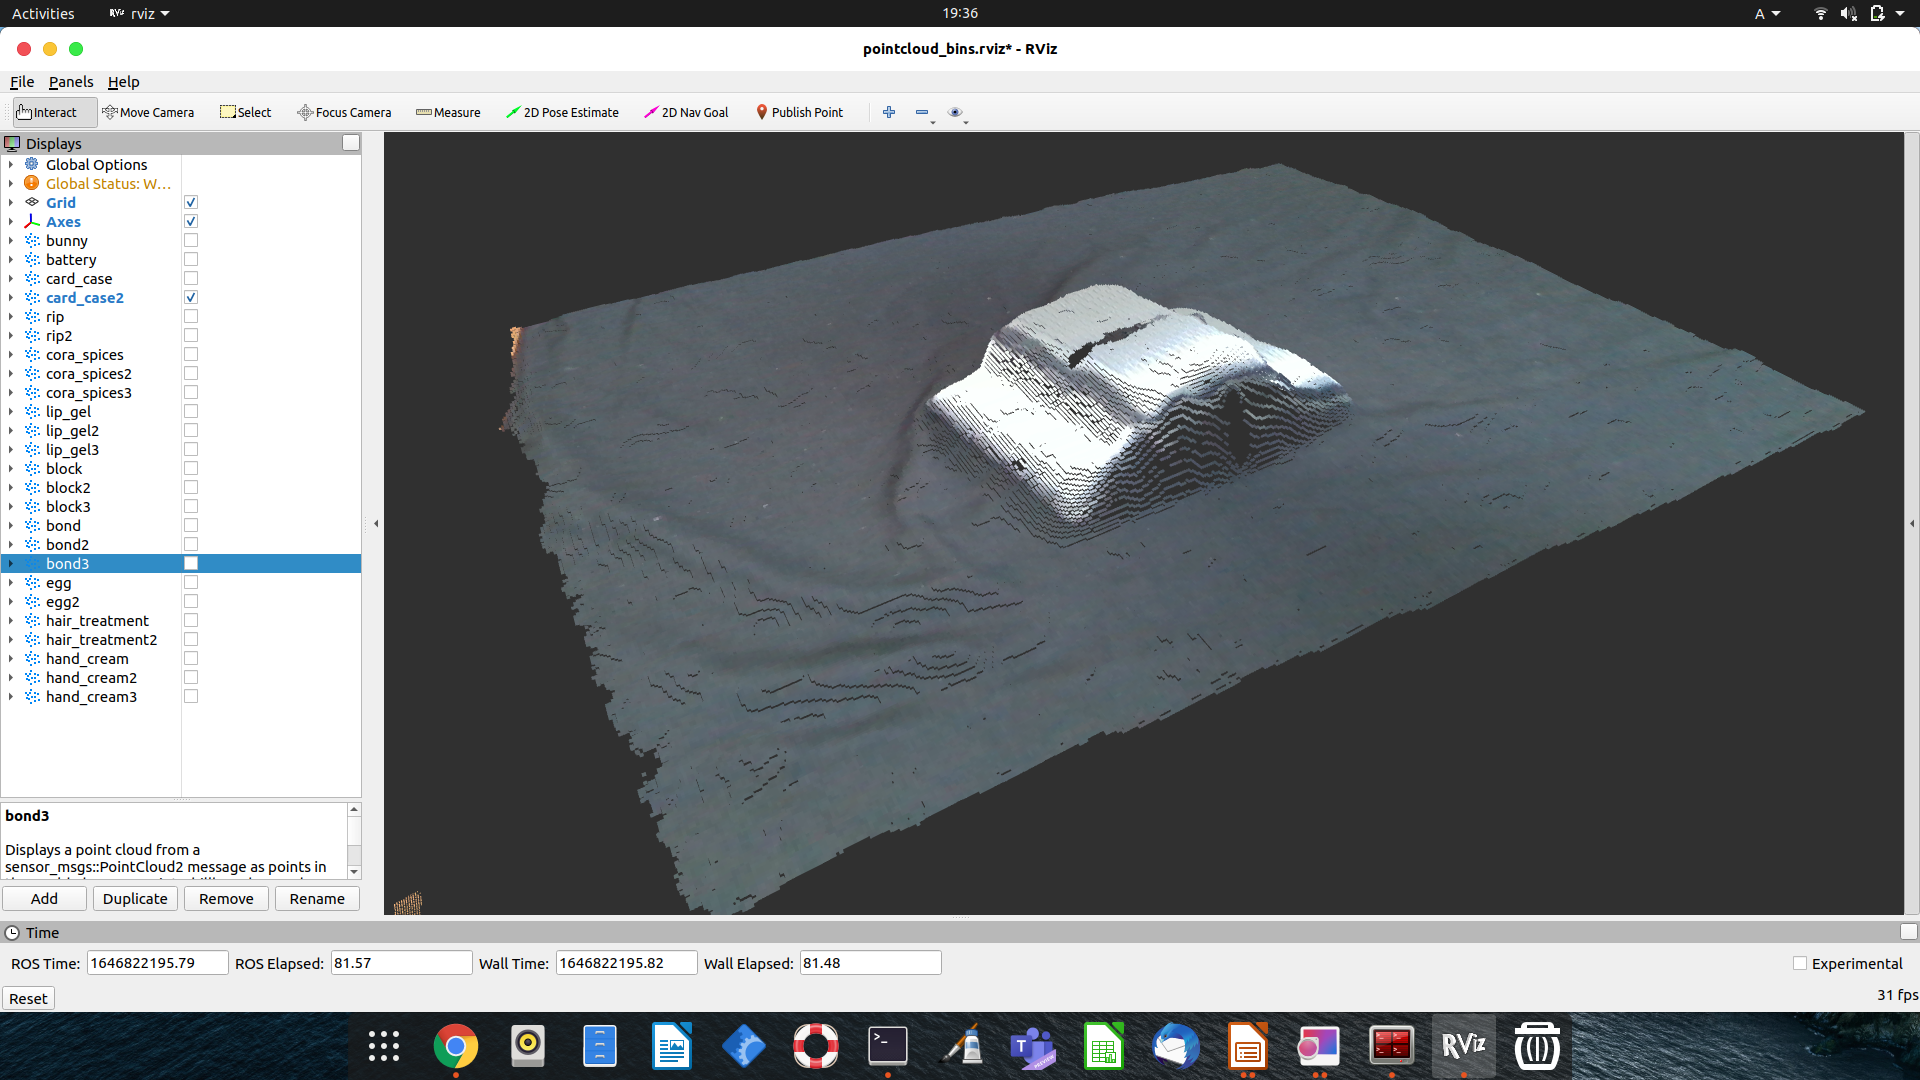 Activities RViz rviz 19:36 A
pointcloud_bins.rviz* - RViz
File Panels Help
Interact Move Camera Select Focus Camera Measure 2D Pose Estimate 2D Nav Goal Publish Point
Displays
Global Options
Global Status: W...
Grid
Axes
bunny
battery
card_case
card_case2
rip
rip2
cora_spices
cora_spices2
cora_spices3
lip_gel
lip_gel2
lip_gel3
block
block2
block3
bond
bond2
bond3
egg
egg2
hair_treatment
hair_treatment2
hand_cream
hand_cream2
hand_cream3
bond3
Displays a point cloud from a
sensor_msgs::PointCloud2 message as points in
Add Duplicate Remove Rename
Time
ROS Time: 1646822195.79 ROS Elapsed: 81.57 Wall Time: 1646822195.82 Wall Elapsed: 81.48 Experimental
Reset 31 fps
>_ T PREVIEW RViz